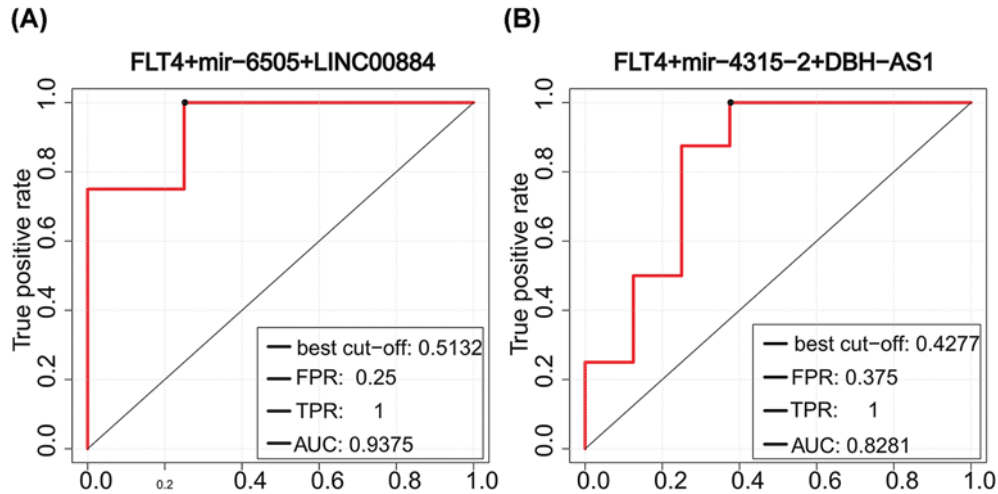 (A)
FLT4+mir-6505+LINC00884
True positive rate
1.0
0.8
0.6
0.4
0.2
0.0
best cut-off: 0.5132
FPR: 0.25
TPR: 1
AUC: 0.9375
0.0 0.2 0.4 0.6 0.8 1.0
(B)
FLT4+mir-4315-2+DBH-AS1
True positive rate
1.0
0.8
0.6
0.4
0.2
0.0
best cut-off: 0.4277
FPR: 0.375
TPR: 1
AUC: 0.8281
0.0 0.2 0.4 0.6 0.8 1.0